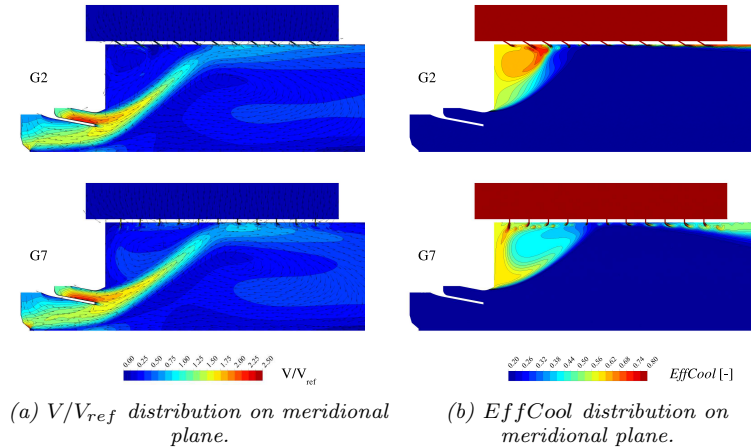 G2
G2
G7
G7
0.00 0.25 0.50 0.75 1.00 1.25 1.50 1.75 2.00 2.25 2.50
V/V_ref
0.20 0.26 0.32 0.38 0.44 0.50 0.56 0.62 0.68 0.74 0.80
EffCool [-]
(a) V/V_ref distribution on meridional
plane.
(b) EffCool distribution on
meridional plane.